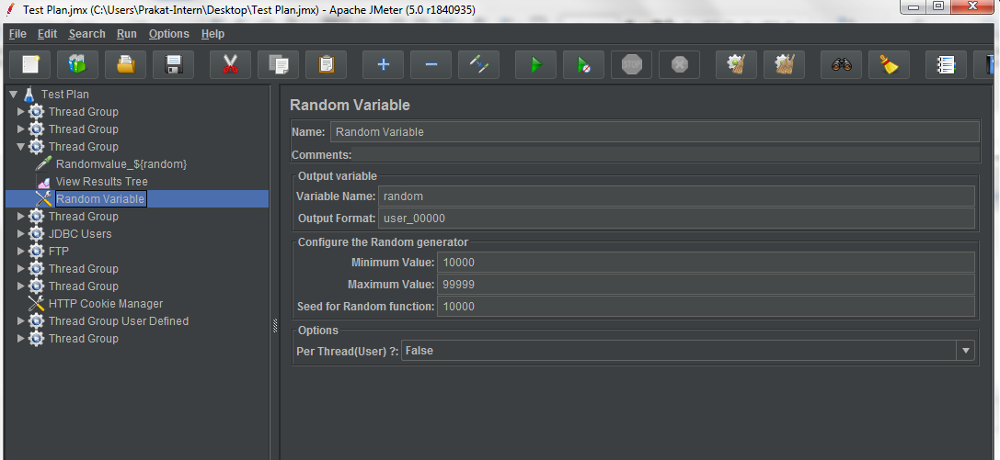 Test Plan.jmx (C:\Users\Prakat-Intern\Desktop\Test Plan.jmx) - Apache JMeter (5.0 r1840935)
File Edit Search Run Options Help
STOP
Test Plan
Thread Group
Thread Group
Thread Group
Randomvalue_${random}
View Results Tree
Random Variable
Thread Group
JDBC Users
FTP
Thread Group
Thread Group
HTTP Cookie Manager
Thread Group User Defined
Thread Group
Random Variable
Name: Random Variable
Comments:
Output variable
Variable Name: random
Output Format: user_00000
Configure the Random generator
Minimum Value: 10000
Maximum Value: 99999
Seed for Random function: 10000
Options
Per Thread(User) ?: False